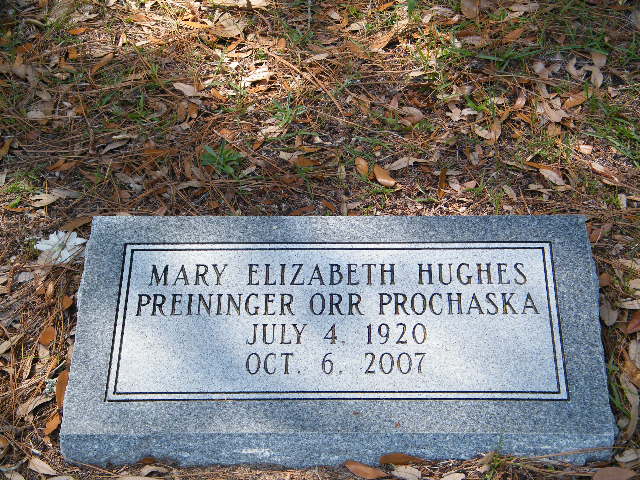 MARY ELIZABETH HUGHES
PREININGER ORR PROCHASKA
JULY 4, 1920
OCT. 6, 2007